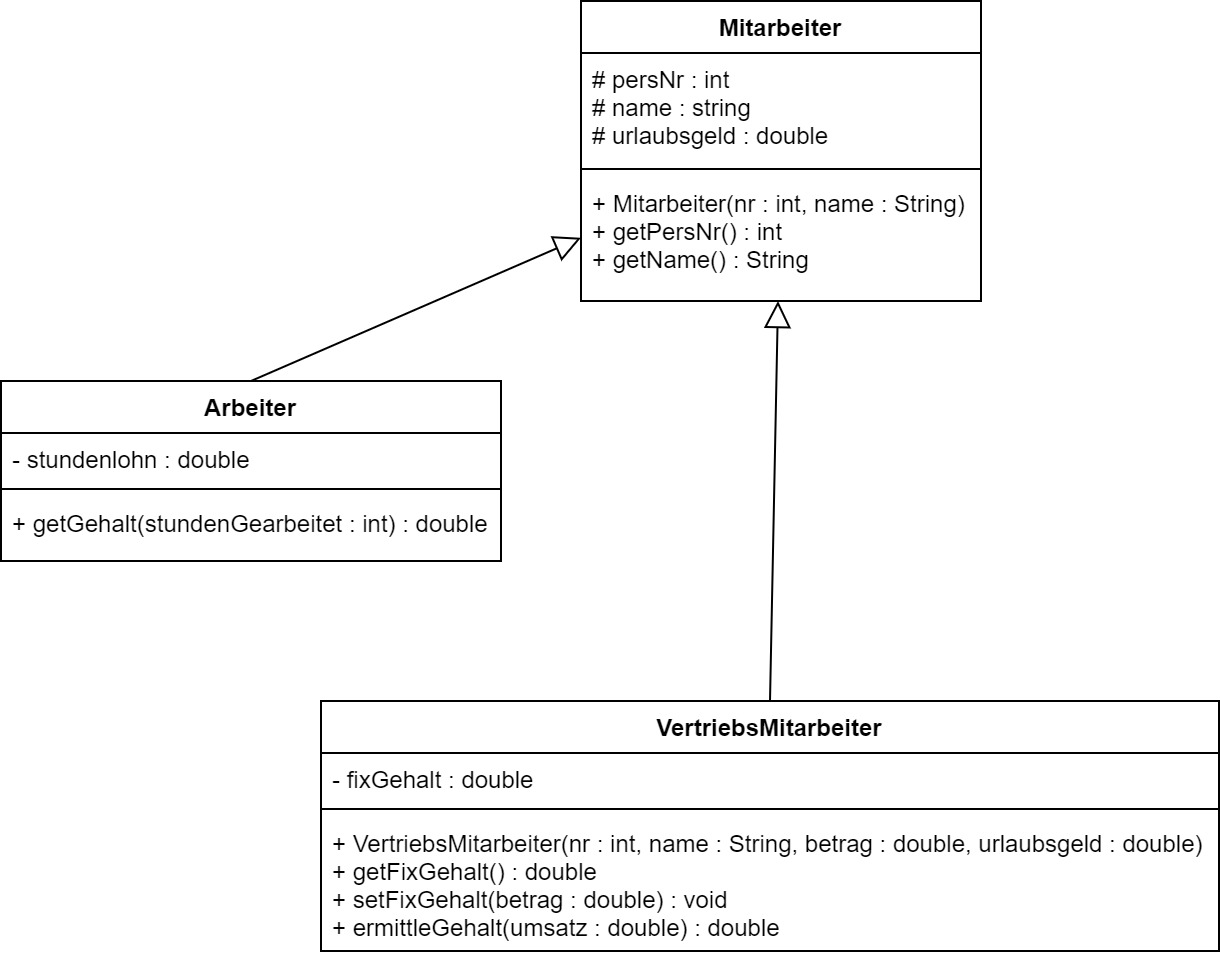 Mitarbeiter
# persNr : int
# name : string
# urlaubsgeld : double
+ Mitarbeiter(nr : int, name : String)
+ getPersNr() : int
+ getName() : String
Arbeiter
- stundenlohn : double
+ getGehalt(stundenGearbeitet : int) : double
VertriebsMitarbeiter
- fixGehalt : double
+ VertriebsMitarbeiter(nr : int, name : String, betrag : double, urlaubsgeld : double)
+ getFixGehalt() : double
+ setFixGehalt(betrag : double) : void
+ ermittleGehalt(umsatz : double) : double